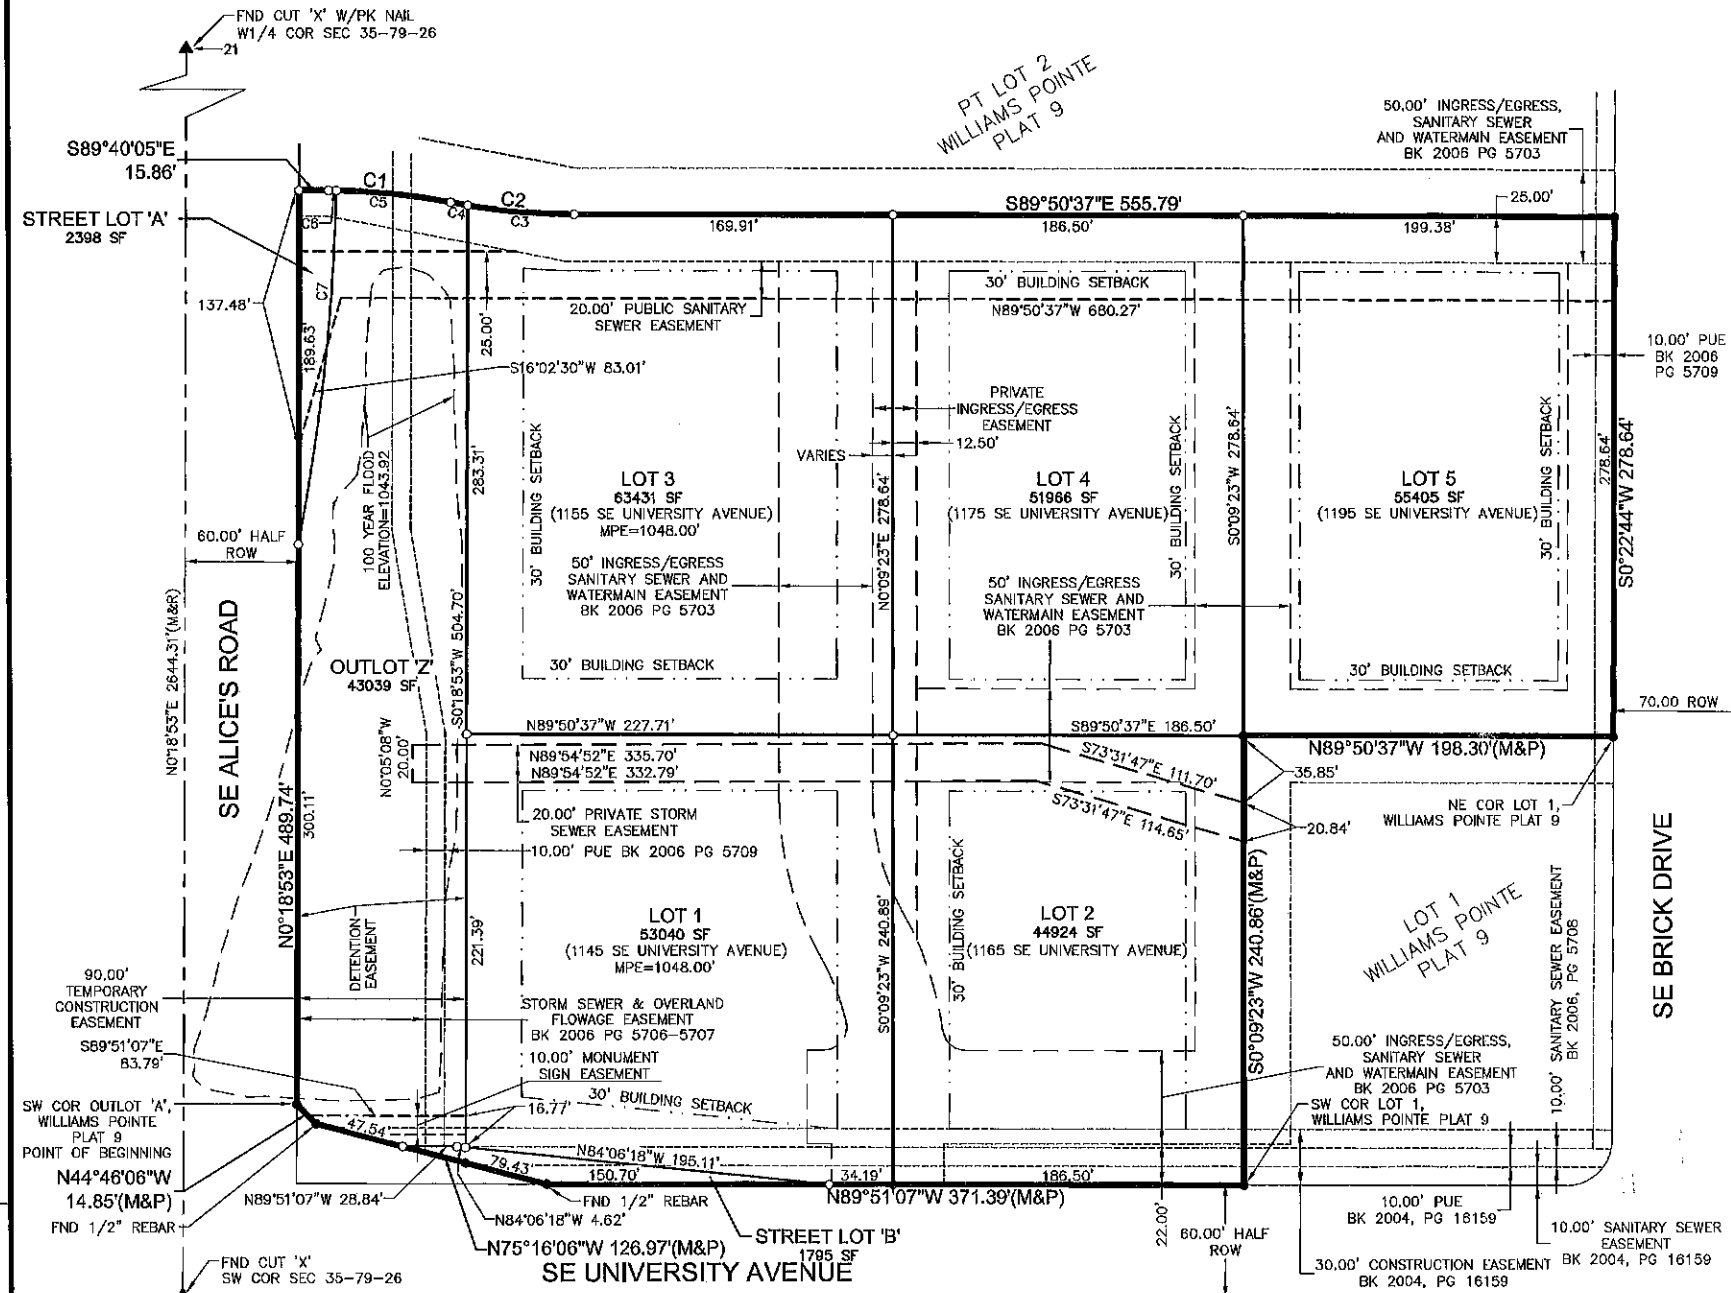 FND CUT 'X' W/PK NAIL
W1/4 COR SEC 35-79-26
21
PT LOT 2
WILLIAMS POINTE
PLAT 9
50.00' INGRESS/EGRESS,
SANITARY SEWER
AND WATERMAIN EASEMENT
BK 2006 PG 5703
S89°40'05"E
15.86'
C1
C5
C4
C2
C3
C6
C7
S89°50'37"E 555.79'
25.00'
169.91'
186.50'
199.38'
STREET LOT 'A'
2398 SF
137.48'
189.63'
25.00'
20.00' PUBLIC SANITARY
SEWER EASEMENT
30' BUILDING SETBACK
N89°50'37"W 660.27'
S16°02'30"W 83.01'
10.00' PUE
BK 2006
PG 5709
PRIVATE
INGRESS/EGRESS
EASEMENT
12.50'
VARIES
100 YEAR FLOOD
ELEVATION=1043.92
283.31'
30' BUILDING SETBACK
LOT 3
63431 SF
(1155 SE UNIVERSITY AVENUE)
MPE=1048.00'
LOT 4
51966 SF
(1175 SE UNIVERSITY AVENUE)
30' BUILDING SETBACK
S0°09'23"W 278.64'
LOT 5
55405 SF
(1195 SE UNIVERSITY AVENUE)
30' BUILDING SETBACK
278.64'
S0°22'44"W 278.64'
60.00' HALF
ROW
N0°09'23"E 278.64'
50' INGRESS/EGRESS
SANITARY SEWER AND
WATERMAIN EASEMENT
BK 2006 PG 5703
50' INGRESS/EGRESS
SANITARY SEWER AND
WATERMAIN EASEMENT
BK 2006 PG 5703
N0°18'53"E 2644.31'(M&R)
SE ALICE'S ROAD
OUTLOT 'Z'
43039 SF
S0°18'53"W 504.70'
30' BUILDING SETBACK
30' BUILDING SETBACK
70.00 ROW
N89°50'37"W 227.71'
S89°50'37"E 186.50'
N89°50'37"W 198.30'(M&P)
N0°05'08"W
20.00'
N89°54'52"E 335.70'
N89°54'52"E 332.79'
S73°31'47"E 111.70'
S73°31'47"E 114.65'
35.85'
20.84'
NE COR LOT 1,
WILLIAMS POINTE PLAT 9
N0°18'53"E 489.74'
300.11'
20.00' PRIVATE STORM
SEWER EASEMENT
10.00' PUE BK 2006 PG 5709
SE BRICK DRIVE
DETENTION
EASEMENT
221.39'
LOT 1
53040 SF
(1145 SE UNIVERSITY AVENUE)
MPE=1048.00'
S0°09'23"W 240.89'
30' BUILDING SETBACK
LOT 2
44924 SF
(1165 SE UNIVERSITY AVENUE)
S0°09'23"W 240.86'(M&P)
LOT 1
WILLIAMS POINTE
PLAT 9
10.00' SANITARY SEWER EASEMENT
BK 2006, PG 5708
90.00'
TEMPORARY
CONSTRUCTION
EASEMENT
STORM SEWER & OVERLAND
FLOWAGE EASEMENT
BK 2006 PG 5706-5707
S89°51'07"E
83.79'
10.00' MONUMENT
SIGN EASEMENT
30' BUILDING SETBACK
50.00' INGRESS/EGRESS,
SANITARY SEWER
AND WATERMAIN EASEMENT
BK 2006 PG 5703
SW COR OUTLOT 'A',
WILLIAMS POINTE
PLAT 9
POINT OF BEGINNING
SW COR LOT 1,
WILLIAMS POINTE PLAT 9
16.77'
47.54'
N84°06'18"W 195.11'
79.43'
150.70'
34.19'
186.50'
N44°46'06"W
14.85'(M&P)
N89°51'07"W 28.84'
FND 1/2" REBAR
N89°51'07"W 371.39'(M&P)
22.00'
FND 1/2" REBAR
N84°06'18"W 4.62'
N75°16'06"W 126.97'(M&P)
STREET LOT 'B'
1795 SF
60.00' HALF
ROW
10.00' PUE
BK 2004, PG 16159
10.00' SANITARY SEWER
EASEMENT
BK 2004, PG 16159
30.00' CONSTRUCTION EASEMENT
BK 2004, PG 16159
FND CUT 'X'
SW COR SEC 35-79-26
SE UNIVERSITY AVENUE